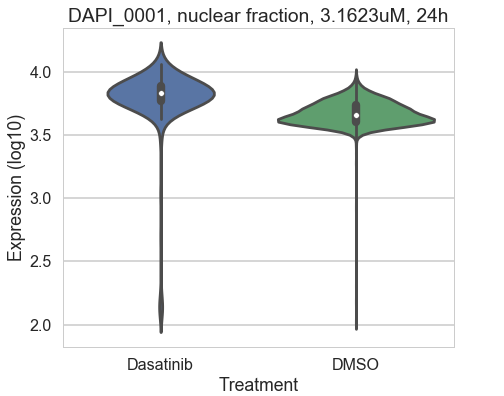 DAPI_0001, nuclear fraction, 3.1623uM, 24h
Expression (log10)
4.0
3.5
3.0
2.5
2.0
Dasatinib
DMSO
Treatment